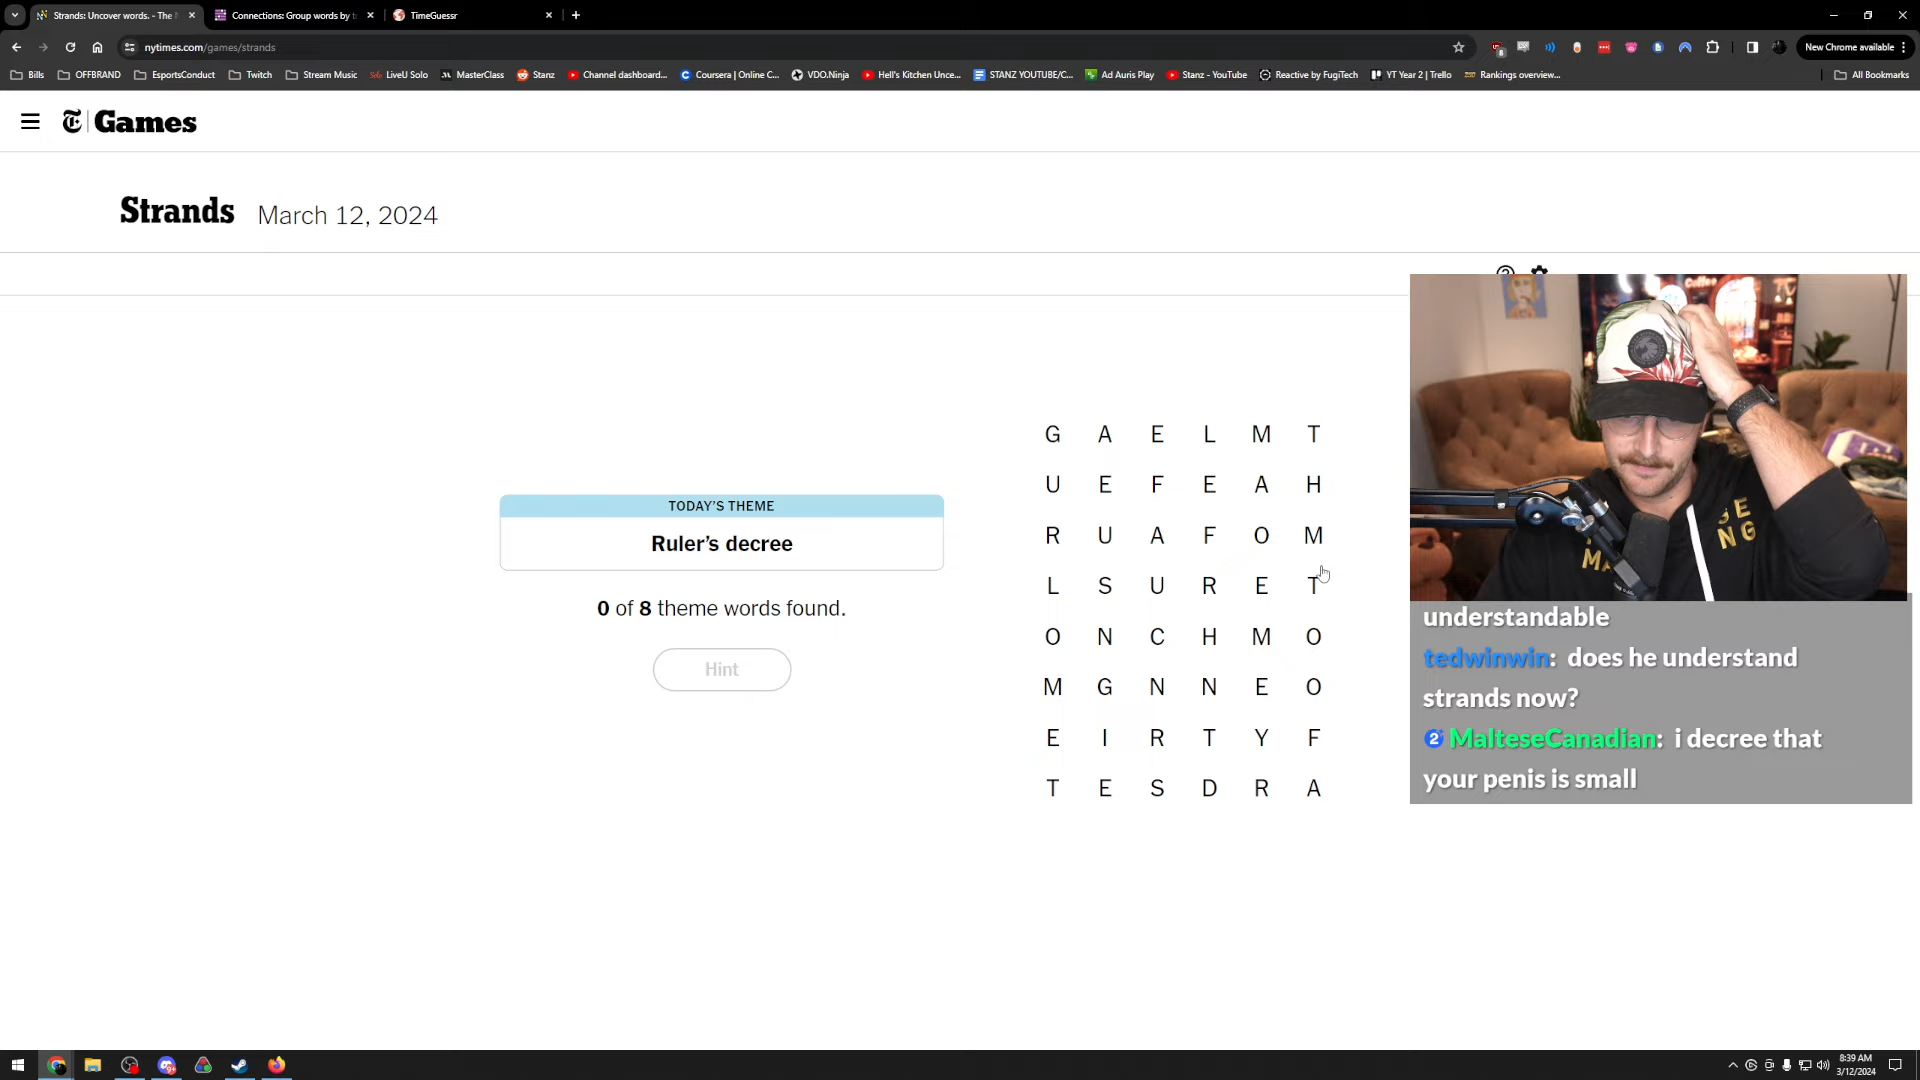 Strands: Uncover words. - The
Connections: Group words by t
TimeGuessr
nytimes.com/games/strands
New Chrome available
Bills
OFFBRAND
EsportsConduct
Twitch
Stream Music
LiveU Solo
MasterClass
Stanz
Channel dashboard...
Coursera | Online C...
VDO.Ninja
Hell's Kitchen Unce...
STANZ YOUTUBE/C...
Ad Auris Play
Stanz - YouTube
Reactive by FugiTech
YT Year 2 | Trello
Rankings overview...
All Bookmarks
T Games
Strands March 12, 2024
TODAY'S THEME
Ruler's decree
0 of 8 theme words found.
Hint
G A E L M T
U E F E A H
R U A F O M
L S U R E T
O N C H M O
M G N N E O
E I R T Y F
T E S D R A
Coffee
understandable
tedwinwin: does he understand
strands now?
2 MalteseCanadian: i decree that
your penis is small
8:39 AM
3/12/2024